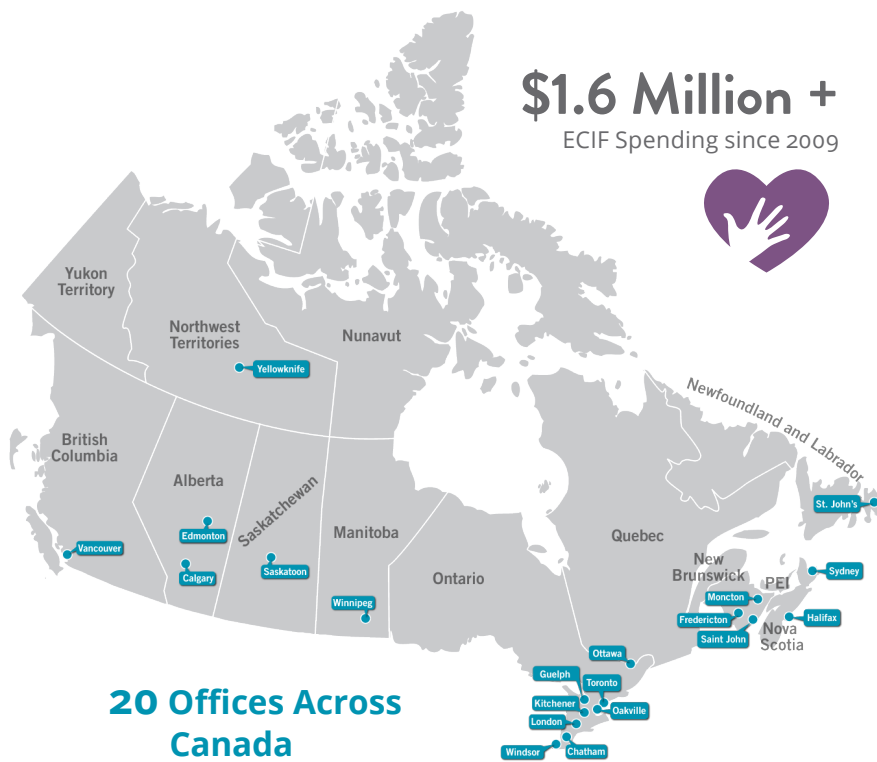 $1.6 Million +
ECIF Spending since 2009
Yukon
Territory
Northwest
Territories
Nunavut
Yellowknife
Newfoundland and Labrador
British
Columbia
Alberta
Saskatchewan
Edmonton
Vancouver
Calgary
Saskatoon
Manitoba
Winnipeg
Ontario
Quebec
St. John's
New
Brunswick
PEI
Sydney
Moncton
Fredericton
Halifax
Saint John
Nova
Scotia
Ottawa
Guelph
Toronto
Kitchener
Oakville
London
Windsor
Chatham
20 Offices Across
Canada